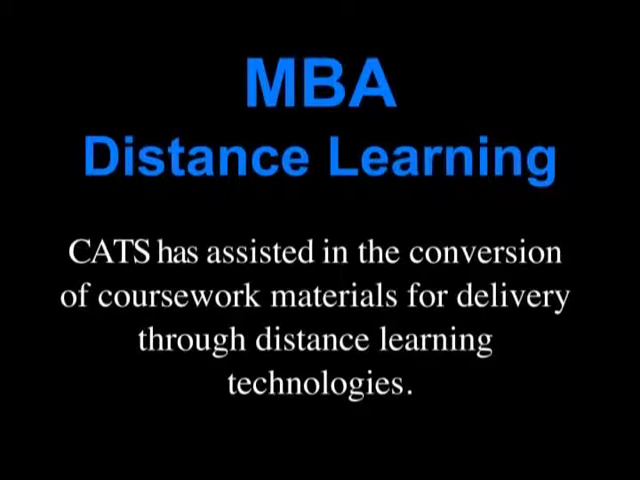 MBA
Distance Learning
CATS has assisted in the conversion
of coursework materials for delivery
through distance learning
technologies.